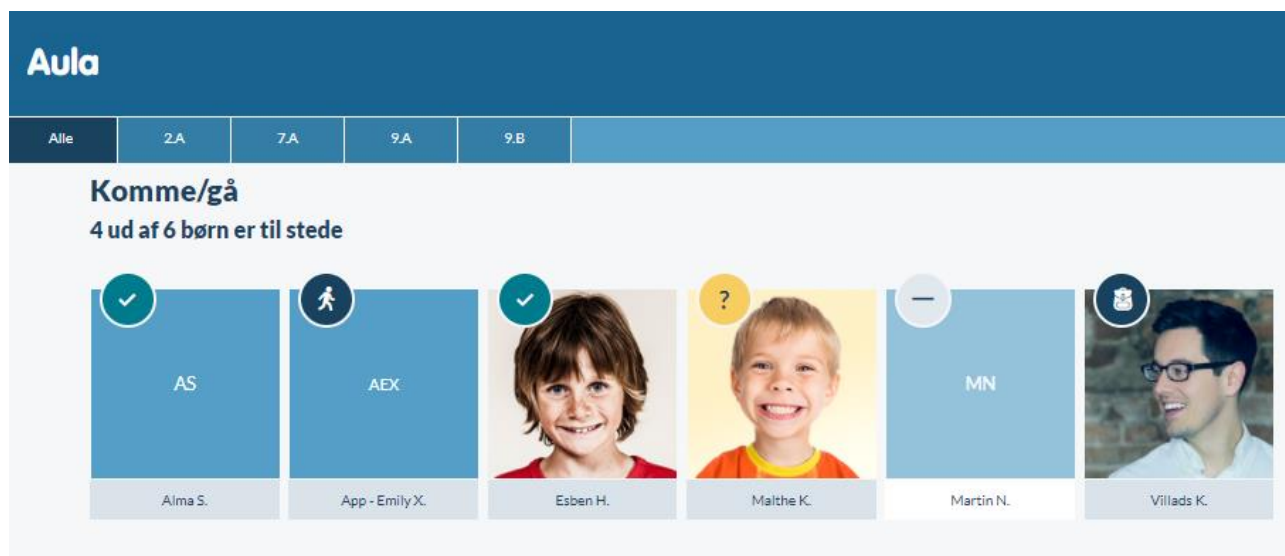 Aula
Alle 2.A 7.A 9.A 9.B
Komme/gå
4 ud af 6 børn er til stede
?
AS AEX MN
Alma S. App - Emily X. Esben H. Malthe K. Martin N. Villads K.